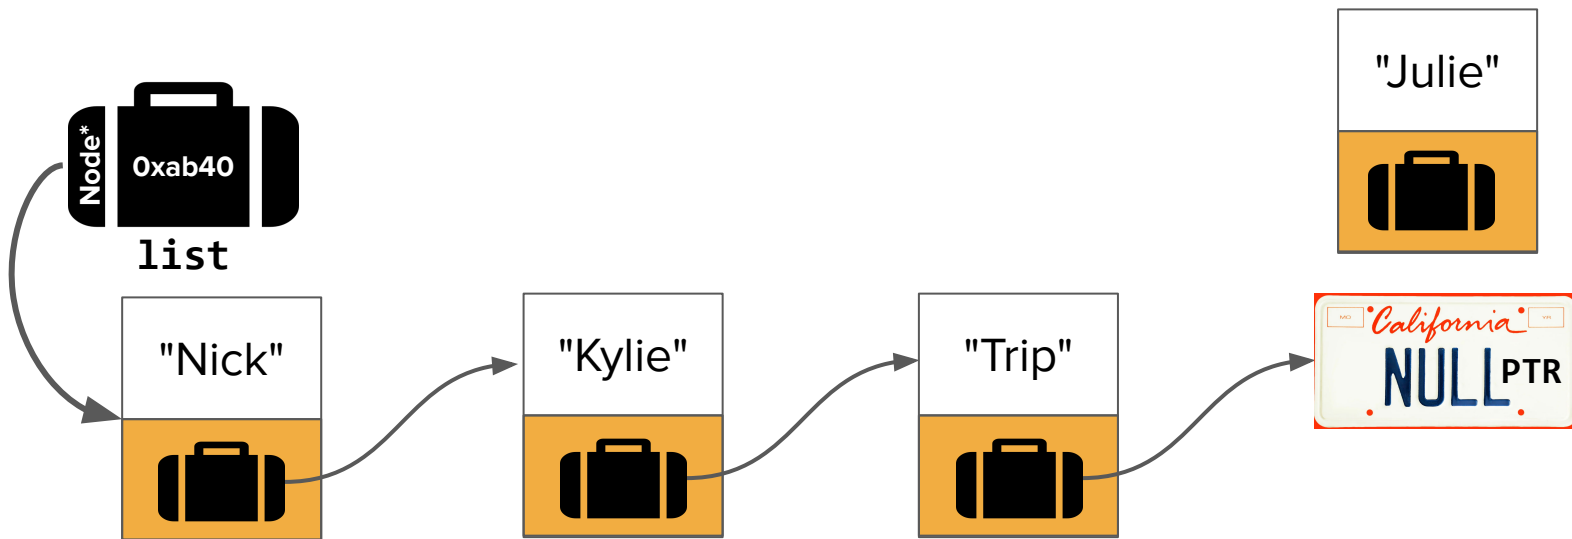 "Julie"
Node*
0xab40
list
"Nick"
"Kylie"
"Trip"
California
NULL PTR